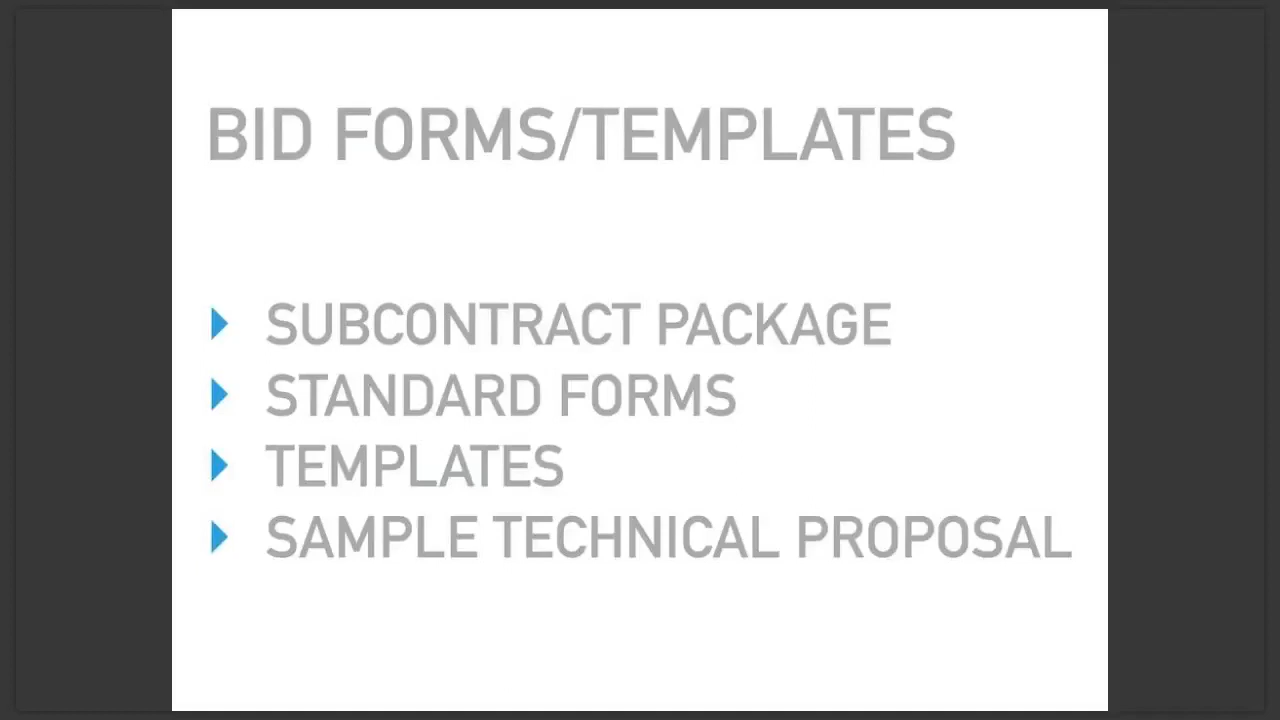 BID FORMS/TEMPLATES
SUBCONTRACT PACKAGE
STANDARD FORMS
TEMPLATES
SAMPLE TECHNICAL PROPOSAL